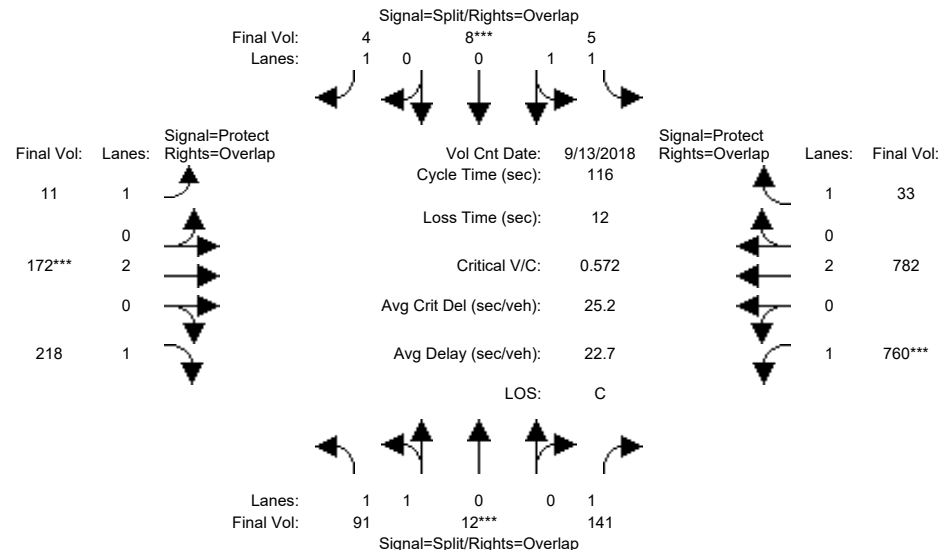 Signal=Split/Rights=Overlap
Final Vol: 4 8*** 5
Lanes: 1 0 0 1 1
Signal=Protect Signal=Protect
Final Vol: Lanes: Rights=Overlap Vol Cnt Date: 9/13/2018 Rights=Overlap Lanes: Final Vol:
Cycle Time (sec): 116
11 1 1 33
Loss Time (sec): 12
0 0
172*** 2 Critical V/C: 0.572 2 782
0 Avg Crit Del (sec/veh): 25.2 0
218 1 Avg Delay (sec/veh): 22.7 1 760***
LOS: C
Lanes: 1 1 0 0 1
Final Vol: 91 12*** 141
Signal=Split/Rights=Overlap